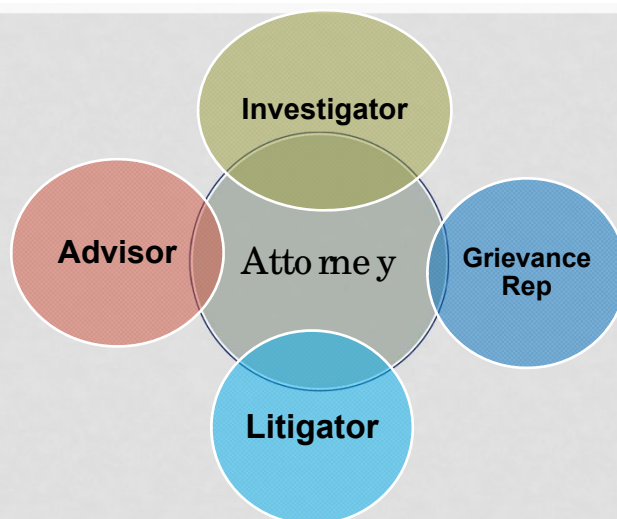 Investigator
Advisor
Attorney
Grievance
Rep
Litigator